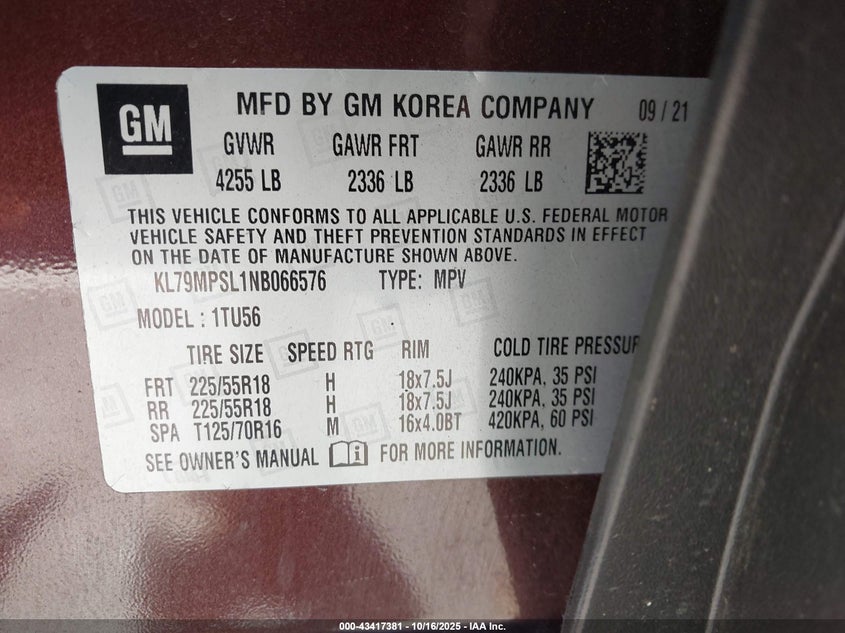 GM MFD BY GM KOREA COMPANY 09 / 21
GVWR GAWR FRT GAWR RR
4255 LB 2336 LB 2336 LB
THIS VEHICLE CONFORMS TO ALL APPLICABLE U.S. FEDERAL MOTOR
VEHICLE SAFETY AND THEFT PREVENTION STANDARDS IN EFFECT
ON THE DATE OF MANUFACTURE SHOWN ABOVE.
KL79MPSL1NB066576 TYPE: MPV
MODEL : 1TU56
TIRE SIZE SPEED RTG RIM COLD TIRE PRESSUR
FRT 225/55R18 H 18x7.5J 240KPA, 35 PSI
RR 225/55R18 H 18x7.5J 240KPA, 35 PSI
SPA T125/70R16 M 16x4.0BT 420KPA, 60 PSI
SEE OWNER'S MANUAL i FOR MORE INFORMATION.
000-43417381 - 10/16/2025 - IAA Inc.